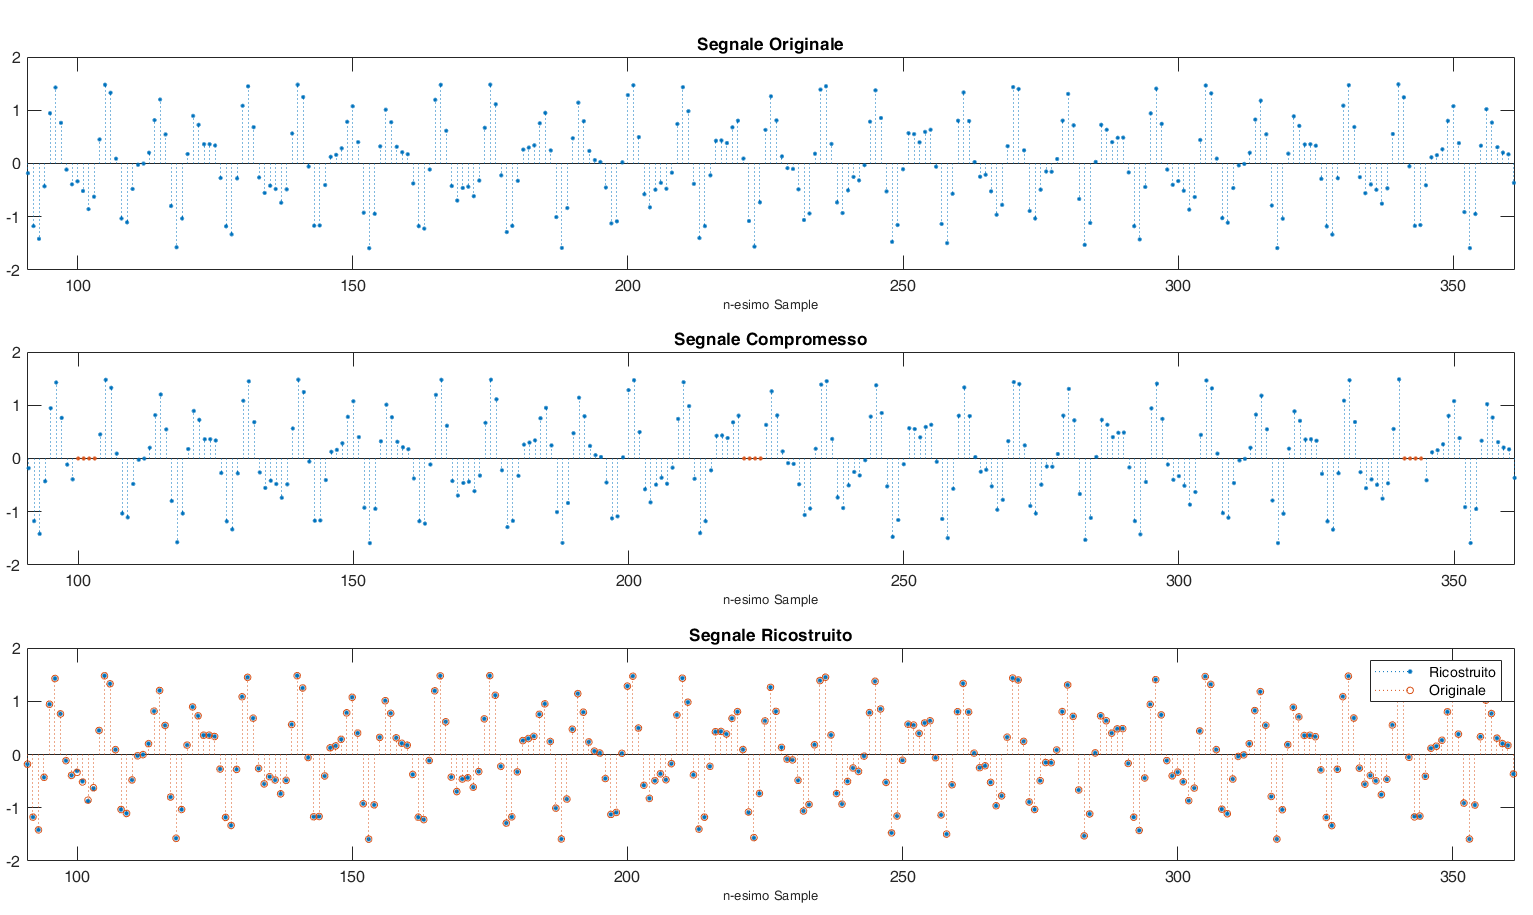 Segnale Originale
2
1
0
-1
-2
100 150 200 250 300 350
n-esimo Sample
Segnale Compromesso
2
1
0
-1
-2
100 150 200 250 300 350
n-esimo Sample
Segnale Ricostruito
2
1
0
-1
-2
Ricostruito
Originale
100 150 200 250 300 350
n-esimo Sample